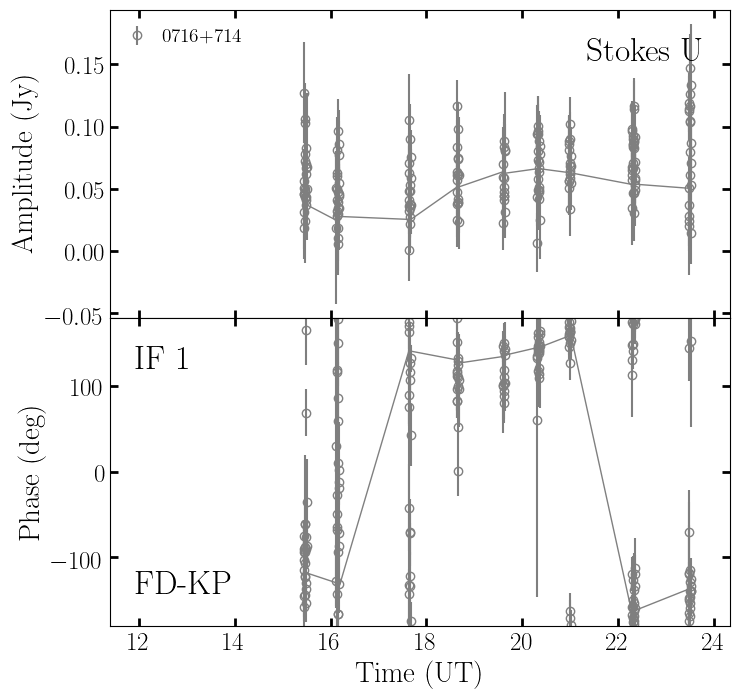 0716+714
Stokes U
0.15
0.10
0.05
0.00
−0.05
Amplitude (Jy)
IF 1
100
0
−100
Phase (deg)
FD-KP
12 14 16 18 20 22 24
Time (UT)